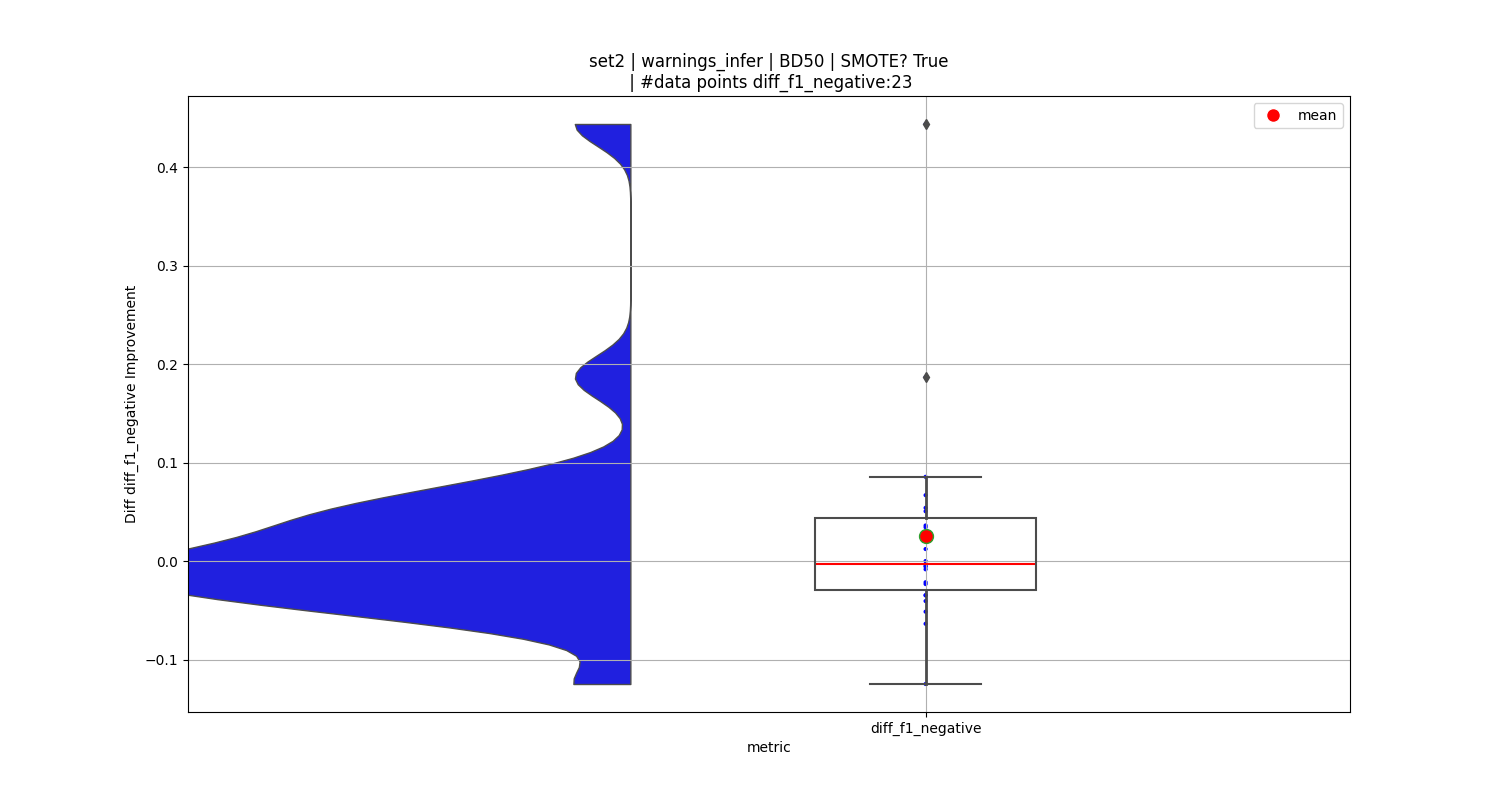 set2 | warnings_infer | BD50 | SMOTE? True
| #data points diff_f1_negative:23
mean
0.4
0.3
0.2
0.1
0.0
−0.1
Diff diff_f1_negative Improvement
diff_f1_negative
metric